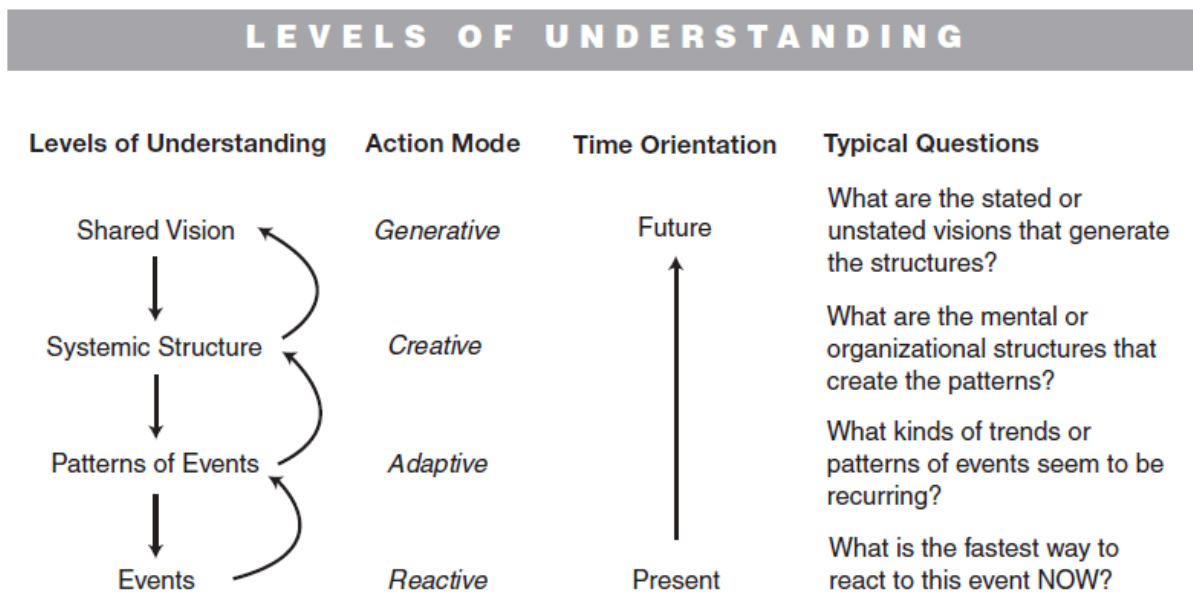 LEVELS OF UNDERSTANDING
Levels of Understanding Action Mode Time Orientation Typical Questions
Shared Vision Generative Future What are the stated or
unstated visions that generate
the structures?
Systemic Structure Creative What are the mental or
organizational structures that
create the patterns?
Patterns of Events Adaptive What kinds of trends or
patterns of events seem to be
recurring?
Events Reactive Present What is the fastest way to
react to this event NOW?